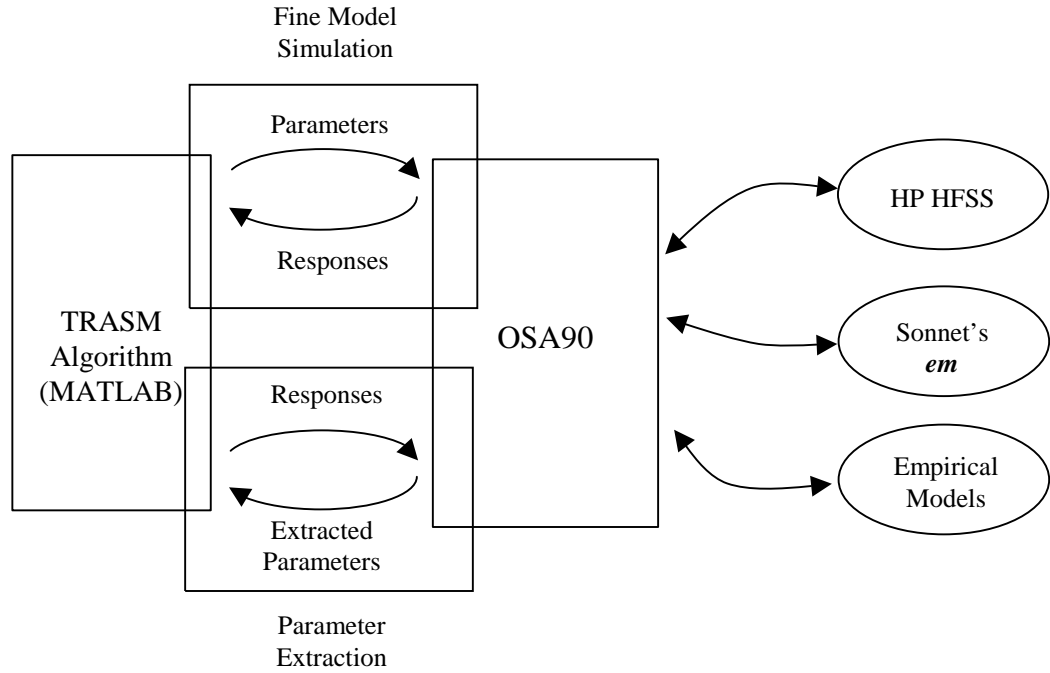 Fine Model
Simulation
Parameters
Responses
TRASM
Algorithm
(MATLAB)
OSA90
HP HFSS
Sonnet’s
em
Empirical
Models
Responses
Extracted
Parameters
Parameter
Extraction